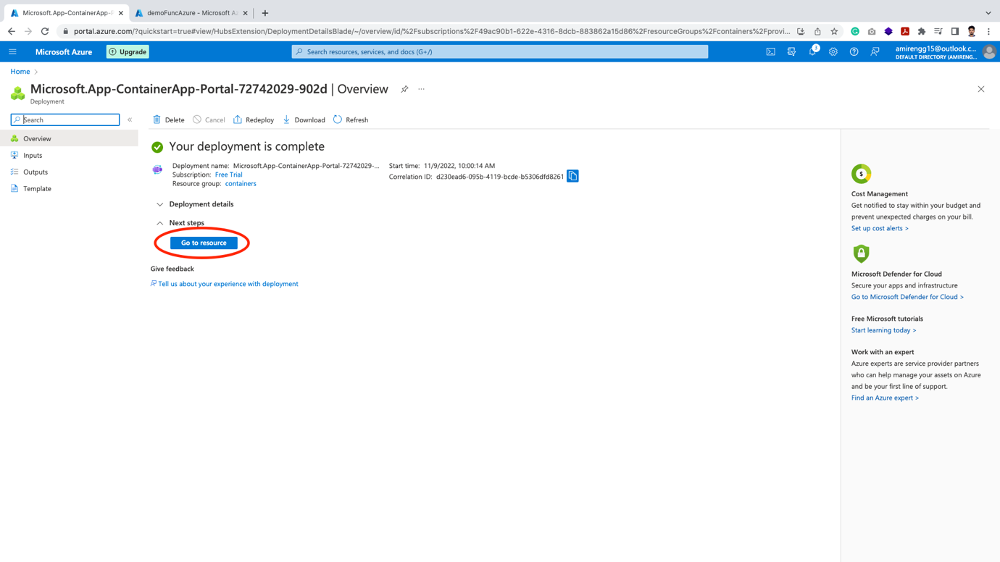 Microsoft.App-ContainerApp-P
demoFuncAzure - Microsoft Az
portal.azure.com/?quickstart=true#view/HubsExtension/DeploymentDetailsBlade/~/overview/id/%2Fsubscriptions%2F49ac90b1-622e-4316-8dcb-883862a15d86%2FresourceGroups%2Fcontainers%2Fprovi...
Microsoft Azure
Upgrade
Search resources, services, and docs (G+/)
3
amirengg15@outlook.c...
DEFAULT DIRECTORY (AMIRENG...
Home
Microsoft.App-ContainerApp-Portal-72742029-902d | Overview
Deployment
Search
Delete
Cancel
Redeploy
Download
Refresh
Overview
Inputs
Outputs
Template
Your deployment is complete
Deployment name: Microsoft.App-ContainerApp-Portal-72742029-...
Subscription: Free Trial
Resource group: containers
Start time: 11/9/2022, 10:00:14 AM
Correlation ID: d230ead6-095b-4119-bcde-b5306dfd8261
Deployment details
Next steps
Go to resource
Give feedback
Tell us about your experience with deployment
Cost Management
Get notified to stay within your budget and
prevent unexpected charges on your bill.
Set up cost alerts >
Microsoft Defender for Cloud
Secure your apps and infrastructure
Go to Microsoft Defender for Cloud >
Free Microsoft tutorials
Start learning today >
Work with an expert
Azure experts are service provider partners
who can help manage your assets on Azure
and be your first line of support.
Find an Azure expert >